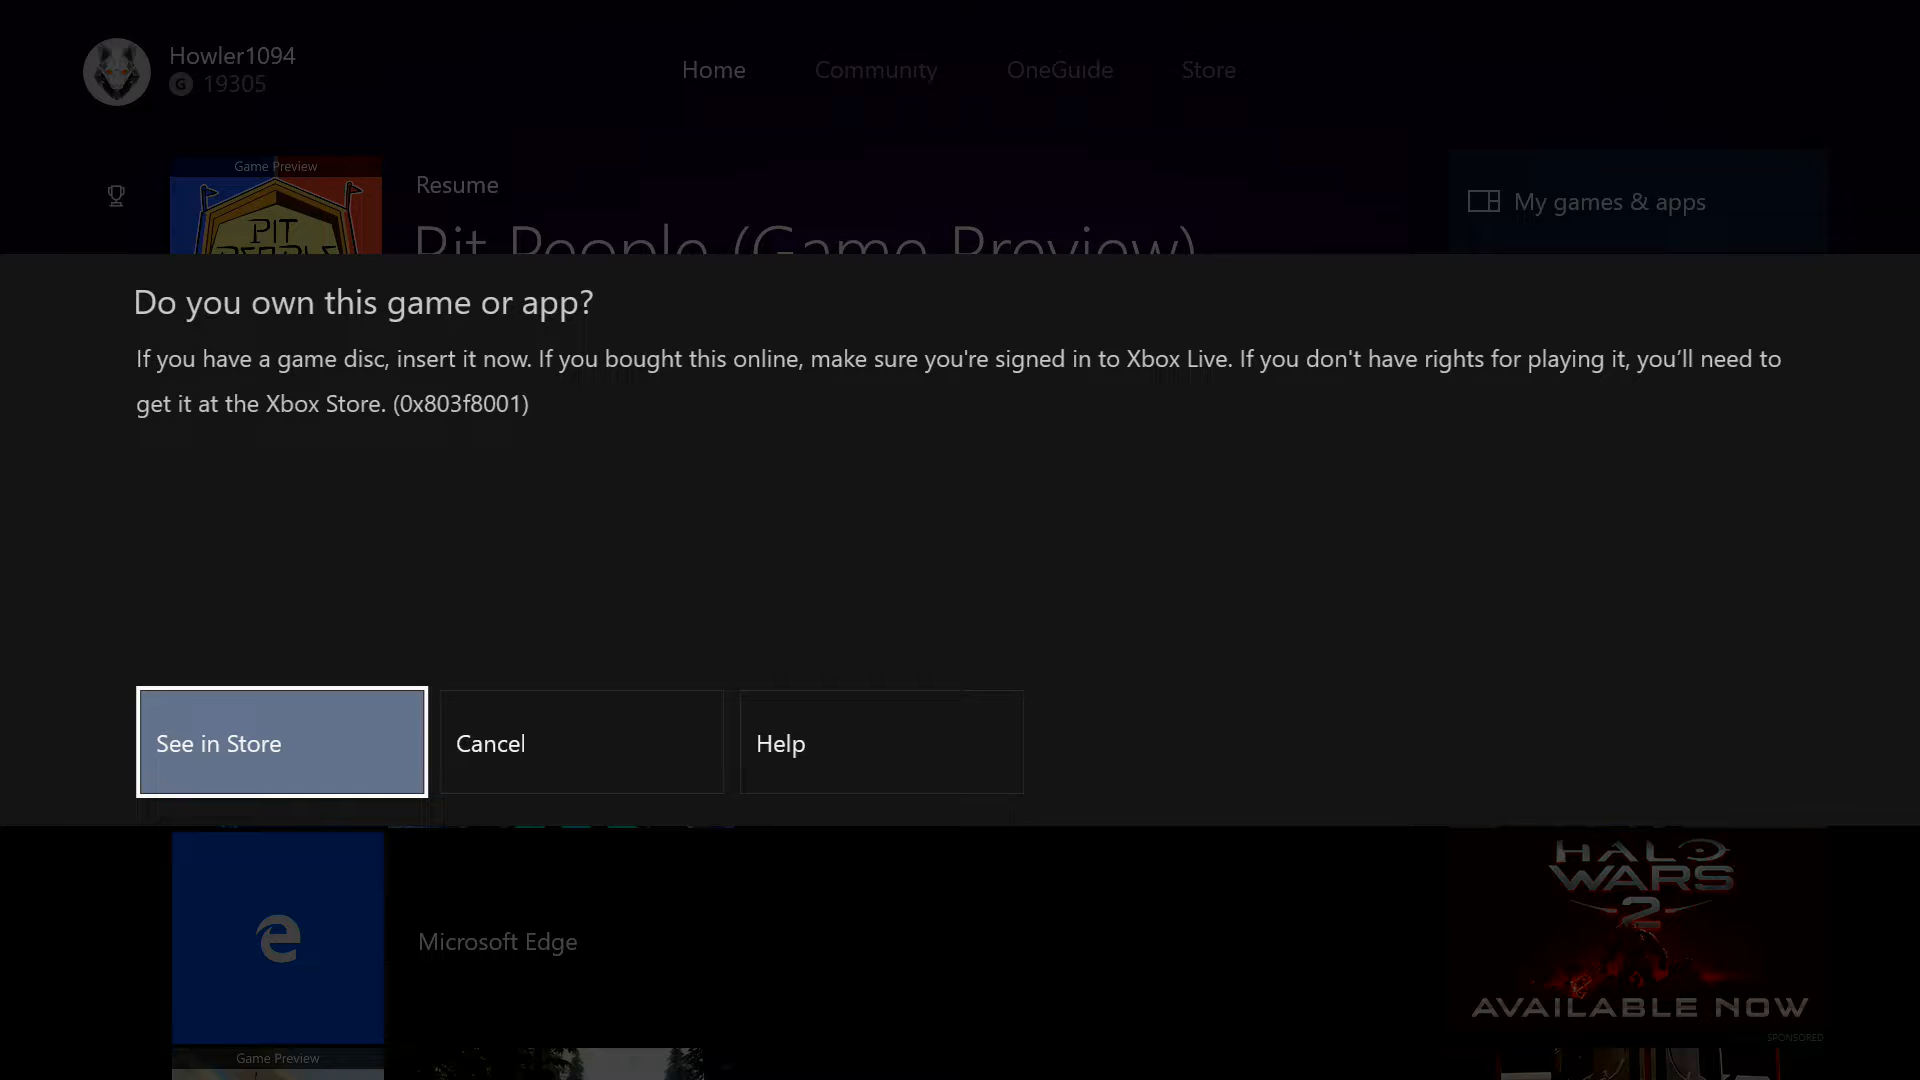 Howler1094
G 19305
Home
Community
OneGuide
Store
Game Preview
PIT
PEOPLE
Resume
Pit People (Game Preview)
My games & apps
Do you own this game or app?
If you have a game disc, insert it now. If you bought this online, make sure you're signed in to Xbox Live. If you don't have rights for playing it, you’ll need to
get it at the Xbox Store. (0x803f8001)
See in Store
Cancel
Help
Microsoft Edge
HALO
WARS
2
AVAILABLE NOW
SPONSORED
Game Preview